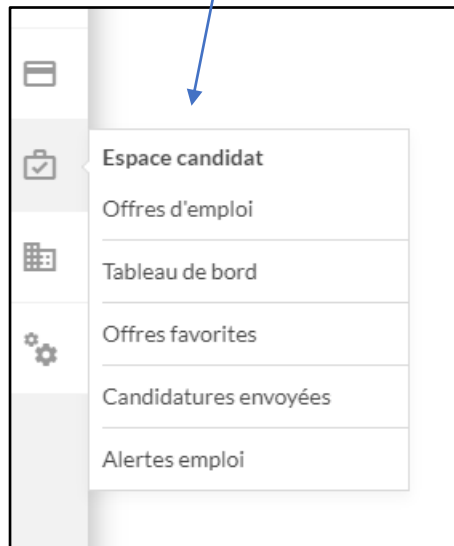 Espace candidat
Offres d'emploi
Tableau de bord
Offres favorites
Candidatures envoyées
Alertes emploi